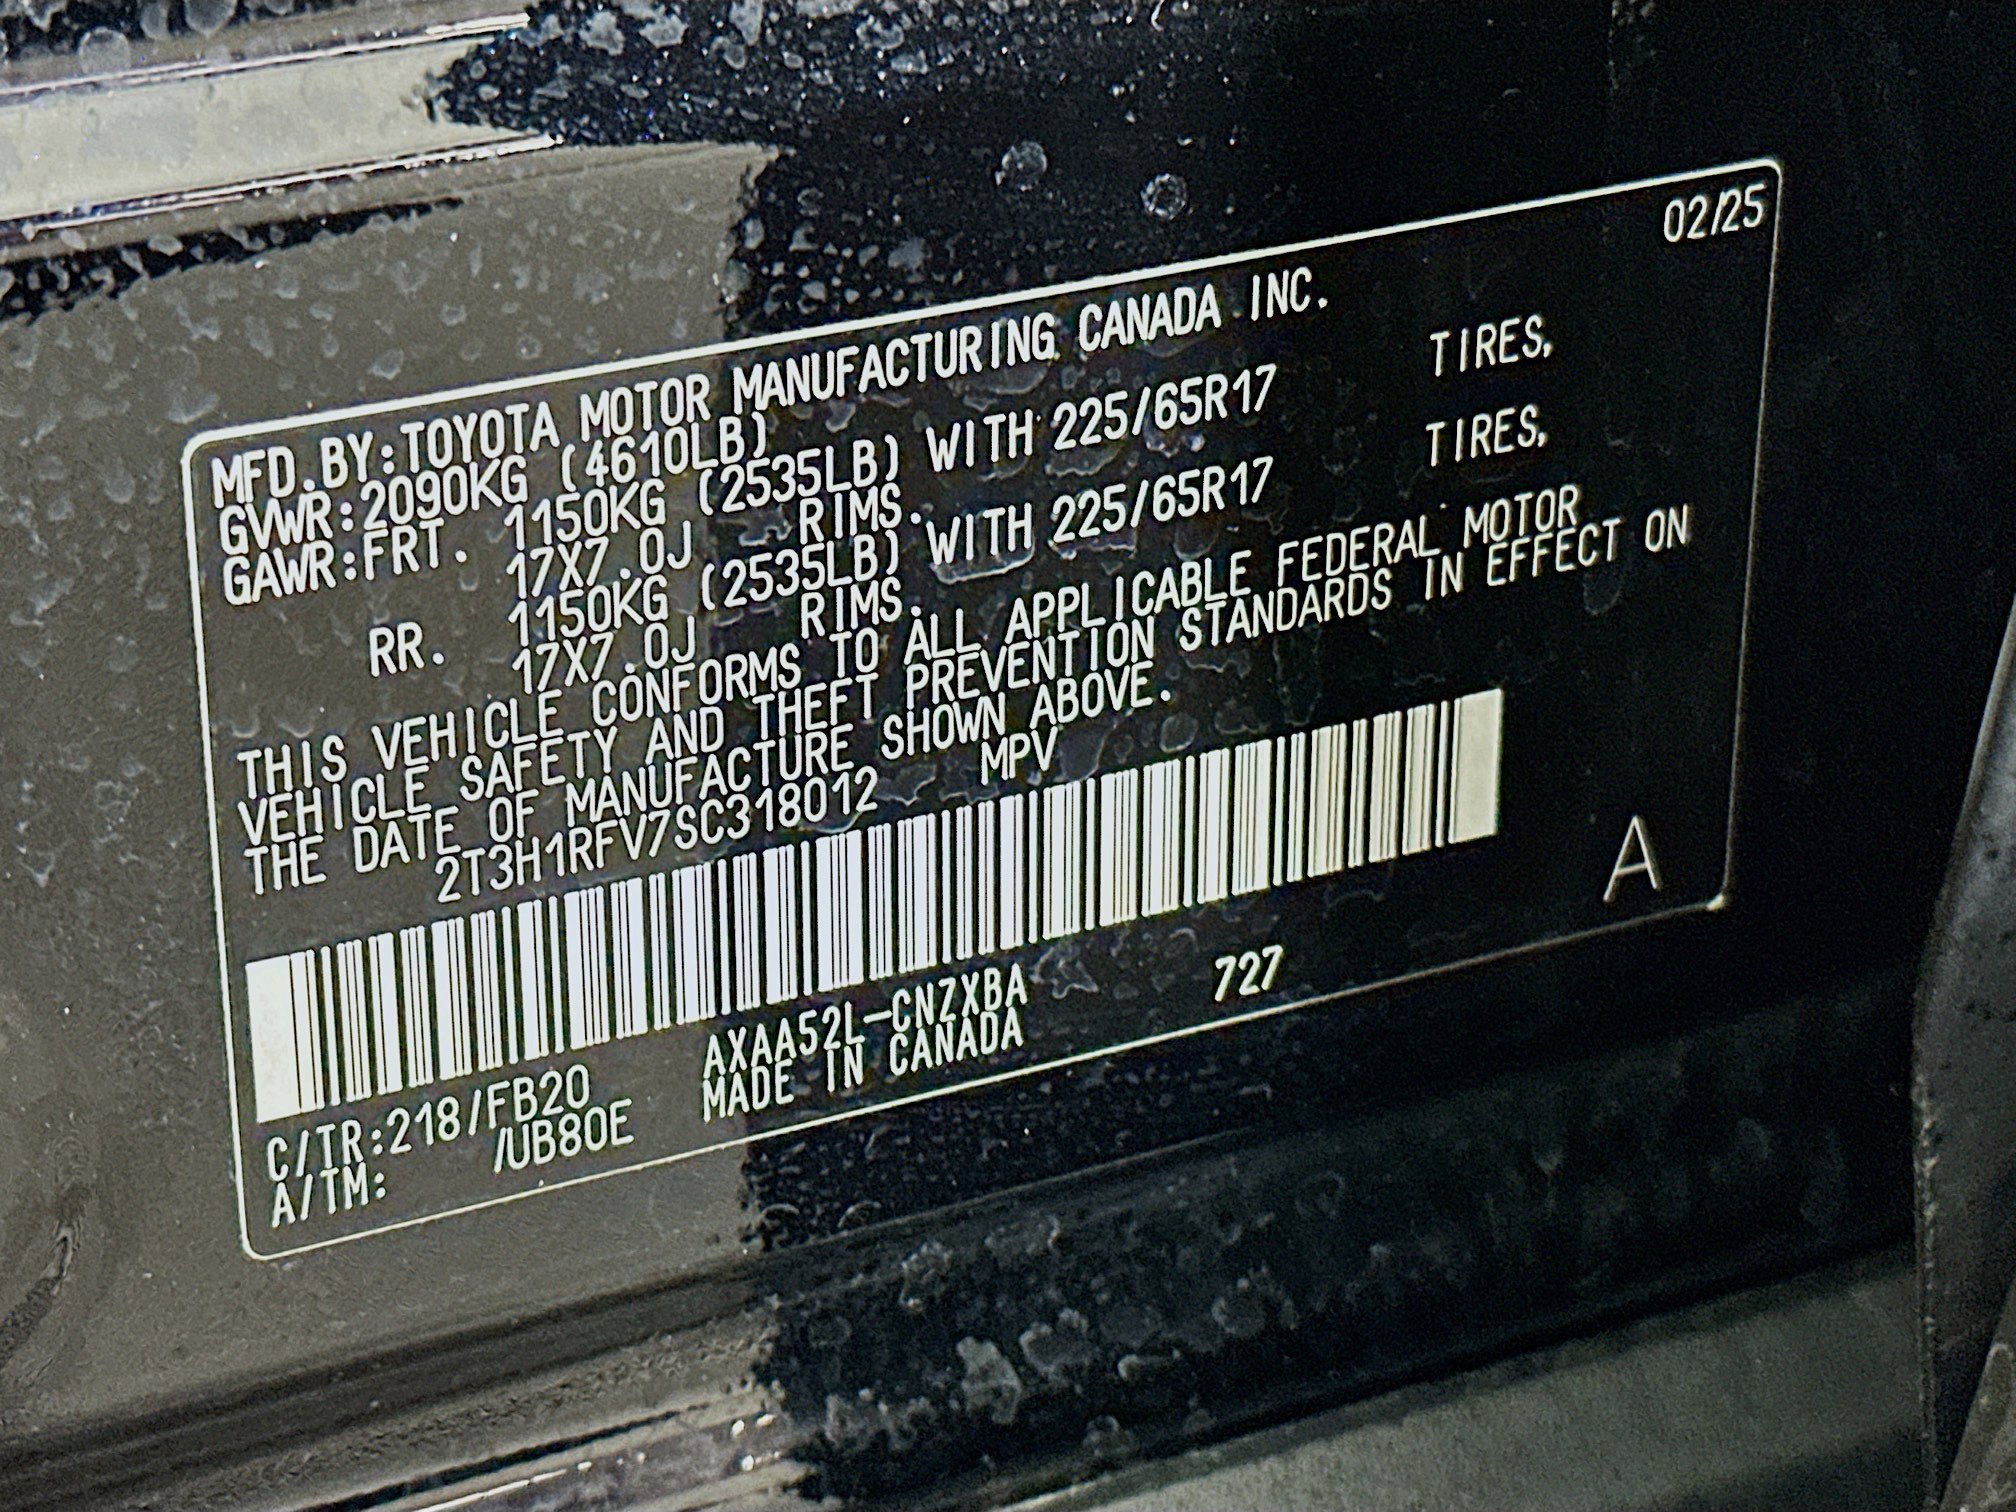 02/25
MFD.BY:TOYOTA MOTOR MANUFACTURING CANADA INC.
GVWR:2090KG (4610LB)
GAWR:FRT. 1150KG (2535LB) WITH 225/65R17 TIRES,
17X7.0J RIMS.
RR. 1150KG (2535LB) WITH 225/65R17 TIRES,
17X7.0J RIMS.
THIS VEHICLE CONFORMS TO ALL APPLICABLE FEDERAL MOTOR
VEHICLE SAFETY AND THEFT PREVENTION STANDARDS IN EFFECT ON
THE DATE OF MANUFACTURE SHOWN ABOVE.
2T3H1RFV7SC318012 MPV
A
C/TR:218/FB20 AXAA52L-CNZXBA 727
A/TM: /UB80E MADE IN CANADA